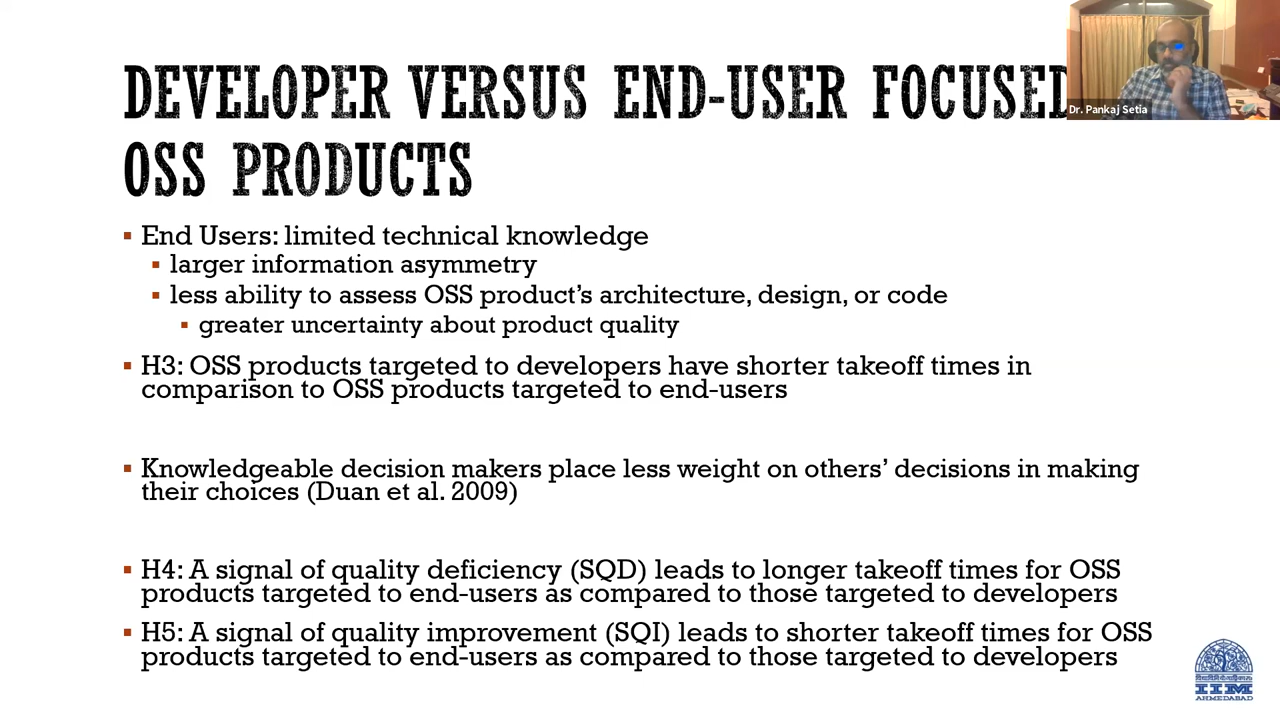 DEVELOPER VERSUS END-USER FOCUSED
OSS PRODUCTS
Dr. Pankaj Setia
▪ End Users: limited technical knowledge
▪ larger information asymmetry
▪ less ability to assess OSS product’s architecture, design, or code
▪ greater uncertainty about product quality
▪ H3: OSS products targeted to developers have shorter takeoff times in
comparison to OSS products targeted to end-users
▪ Knowledgeable decision makers place less weight on others’ decisions in making
their choices (Duan et al. 2009)
▪ H4: A signal of quality deficiency (SQD) leads to longer takeoff times for OSS
products targeted to end-users as compared to those targeted to developers
▪ H5: A signal of quality improvement (SQI) leads to shorter takeoff times for OSS
products targeted to end-users as compared to those targeted to developers
IIM
AHMEDABAD